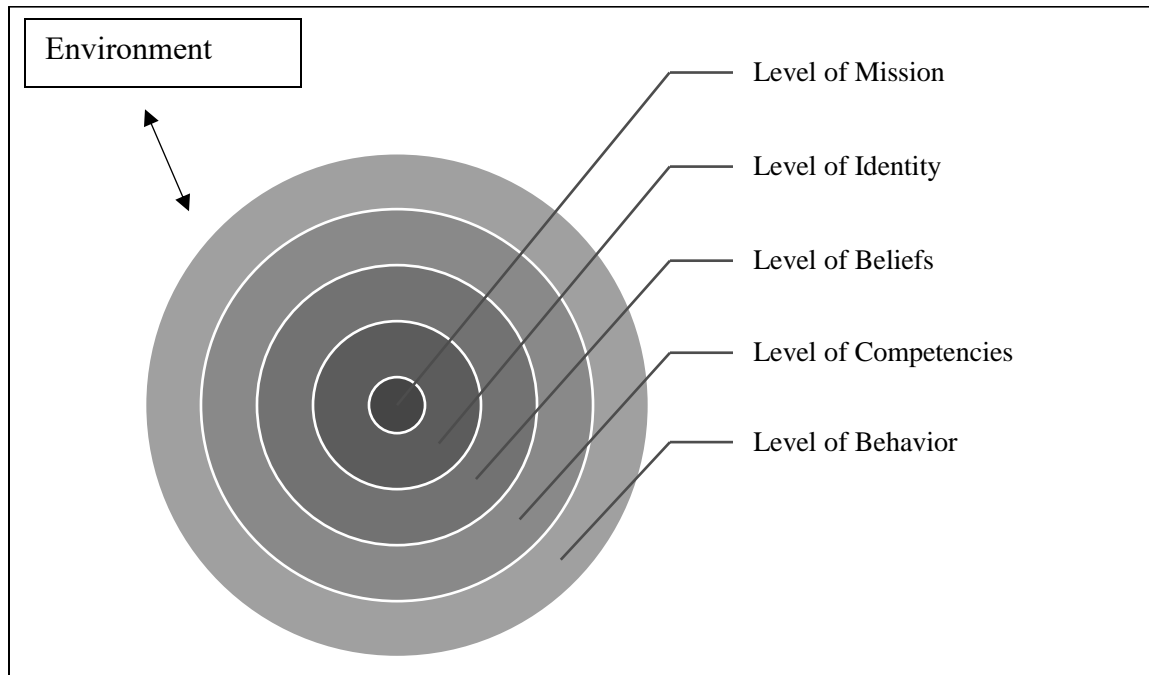 Environment
Level of Mission
Level of Identity
Level of Beliefs
Level of Competencies
Level of Behavior